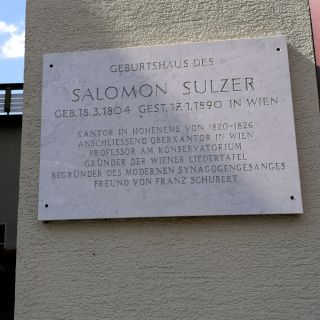 GEBURTSHAUS DES
SALOMON SULZER
GEB. 18.3.1804 GEST. 17.1.1890 IN WIEN
KANTOR IN HOHENEMS VON 1820-1826
ANSCHLIESSEND OBERKANTOR IN WIEN
PROFESSOR AM KONSERVATORIUM
GRÜNDER DER WIENER LIEDERTAFEL
BEGRÜNDER DES MODERNEN SYNAGOGENGESANGES
FREUND VON FRANZ SCHUBERT